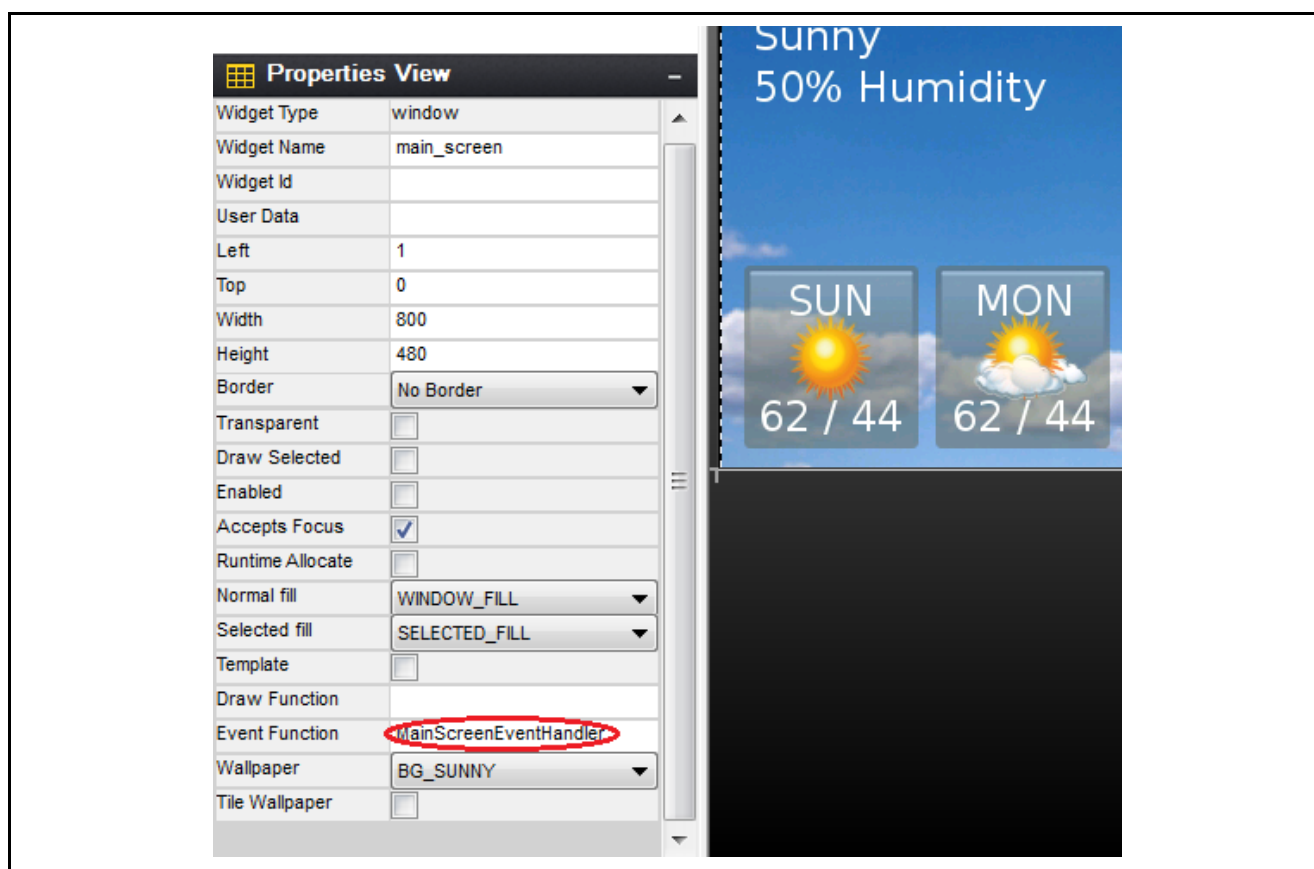 Properties View
Widget Type window
Widget Name main_screen
Widget Id
User Data
Left 1
Top 0
Width 800
Height 480
Border No Border
Transparent
Draw Selected
Enabled
Accepts Focus
Runtime Allocate
Normal fill WINDOW_FILL
Selected fill SELECTED_FILL
Template
Draw Function
Event Function MainScreenEventHandler
Wallpaper BG_SUNNY
Tile Wallpaper
Sunny
50% Humidity
SUN MON
62 / 44 62 / 44